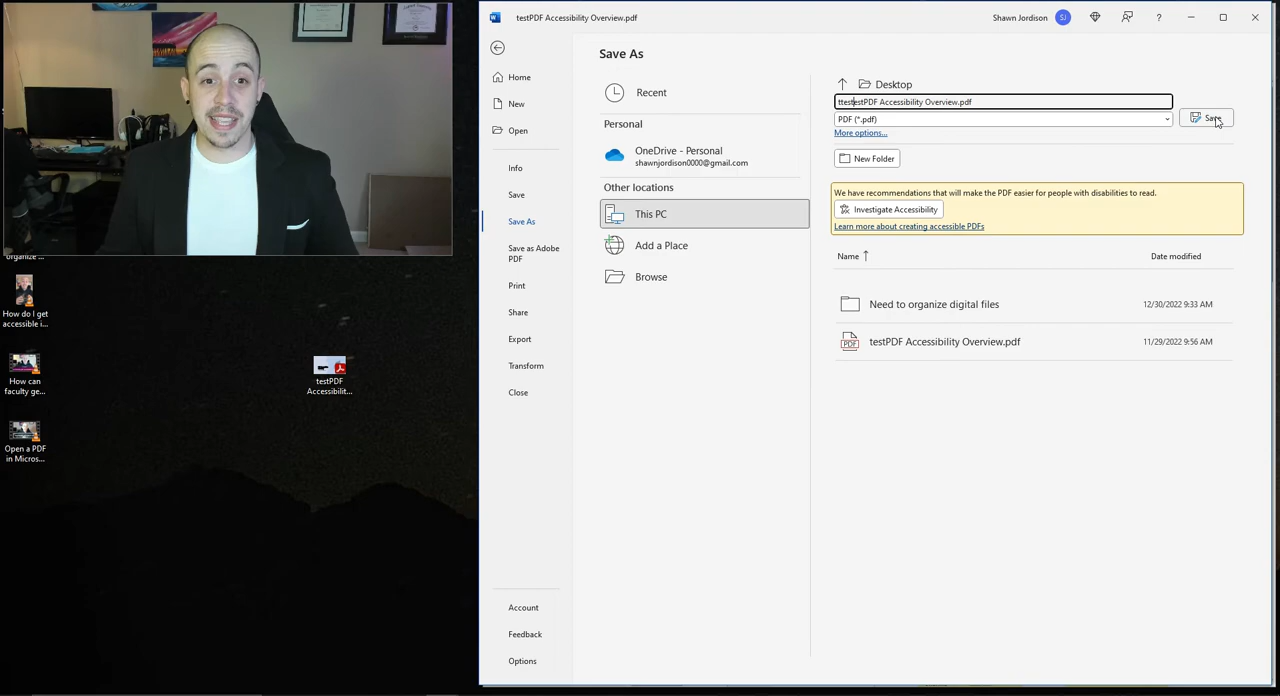 testPDF Accessibility Overview.pdf
Shawn Jordison
SJ
?
Save As
Home
New
Open
Info
Save
Save As
Save as Adobe
PDF
Print
Share
Export
Transform
Close
Account
Feedback
Options
Recent
Personal
OneDrive - Personal
shawnjordison0000@gmail.com
Other locations
This PC
Add a Place
Browse
Desktop
ttestestPDF Accessibility Overview.pdf
PDF (*.pdf)
Save
More options...
New Folder
We have recommendations that will make the PDF easier for people with disabilities to read.
Investigate Accessibility
Learn more about creating accessible PDFs
Name
Date modified
Need to organize digital files
12/30/2022 9:33 AM
PDF
testPDF Accessibility Overview.pdf
11/29/2022 9:56 AM
organize ...
How do I get
accessible i...
How can
faculty ge...
Open a PDF
in Micros...
testPDF
Accessibilit...